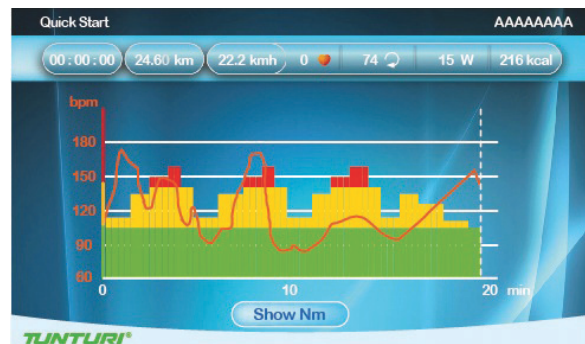 Quick Start AAAAAAAA
00:00:00 24.60 km 22.2 kmh 0 74 15 W 216 kcal
bpm
180
150
120
90
60
0 10 20 min
Show Nm
TUNTURI®